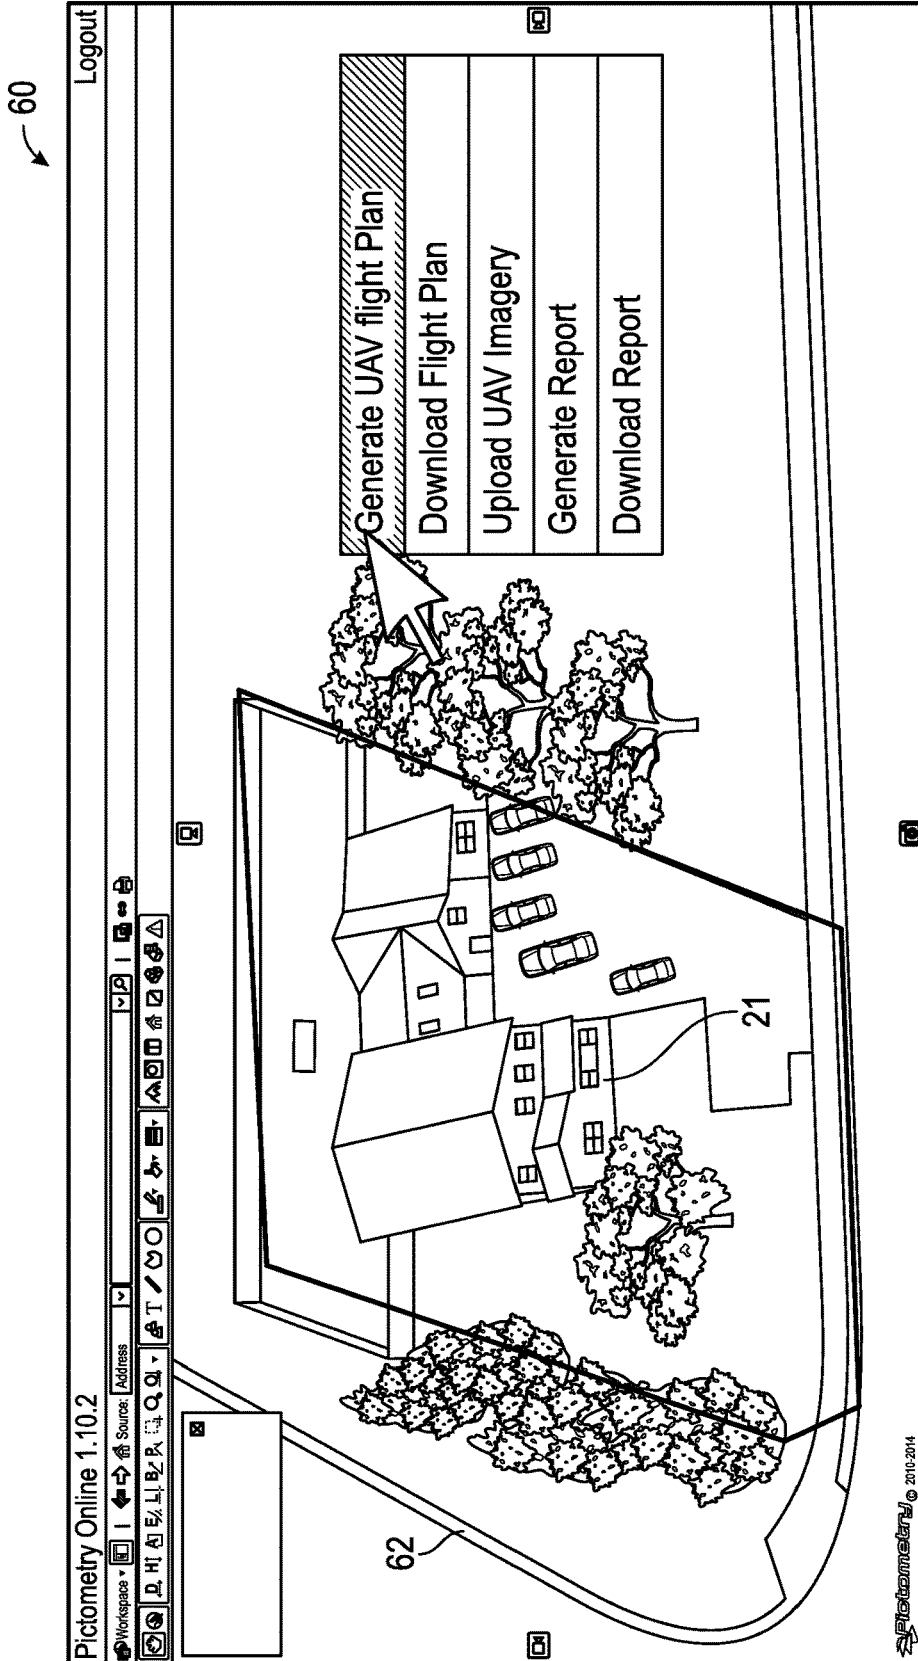 60
Pictometry Online 1.10.2
Logout
Workspace
Source:
Address
D HI A E L B R
T
Generate UAV flight Plan
Download Flight Plan
Upload UAV Imagery
Generate Report
Download Report
21
62
Pictometry © 2010-2014